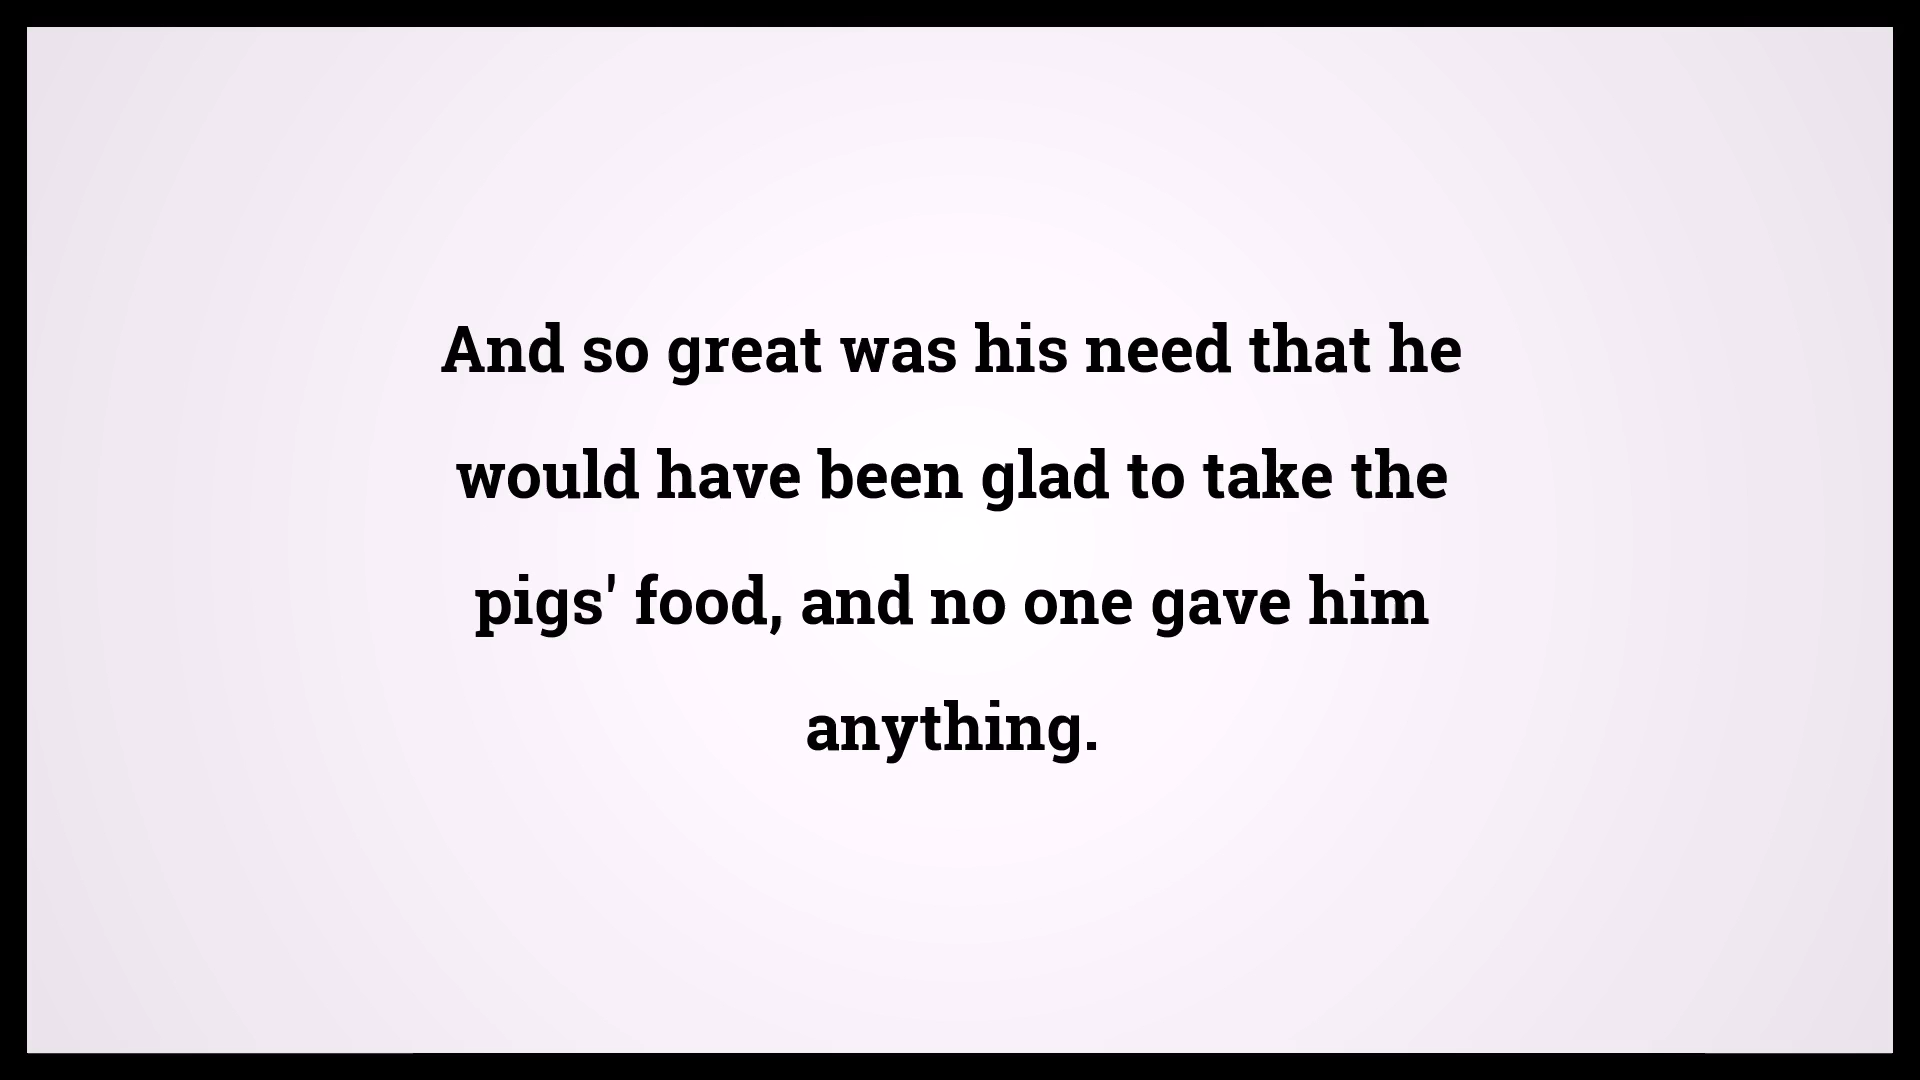 And so great was his need that he
would have been glad to take the
pigs' food, and no one gave him
anything.